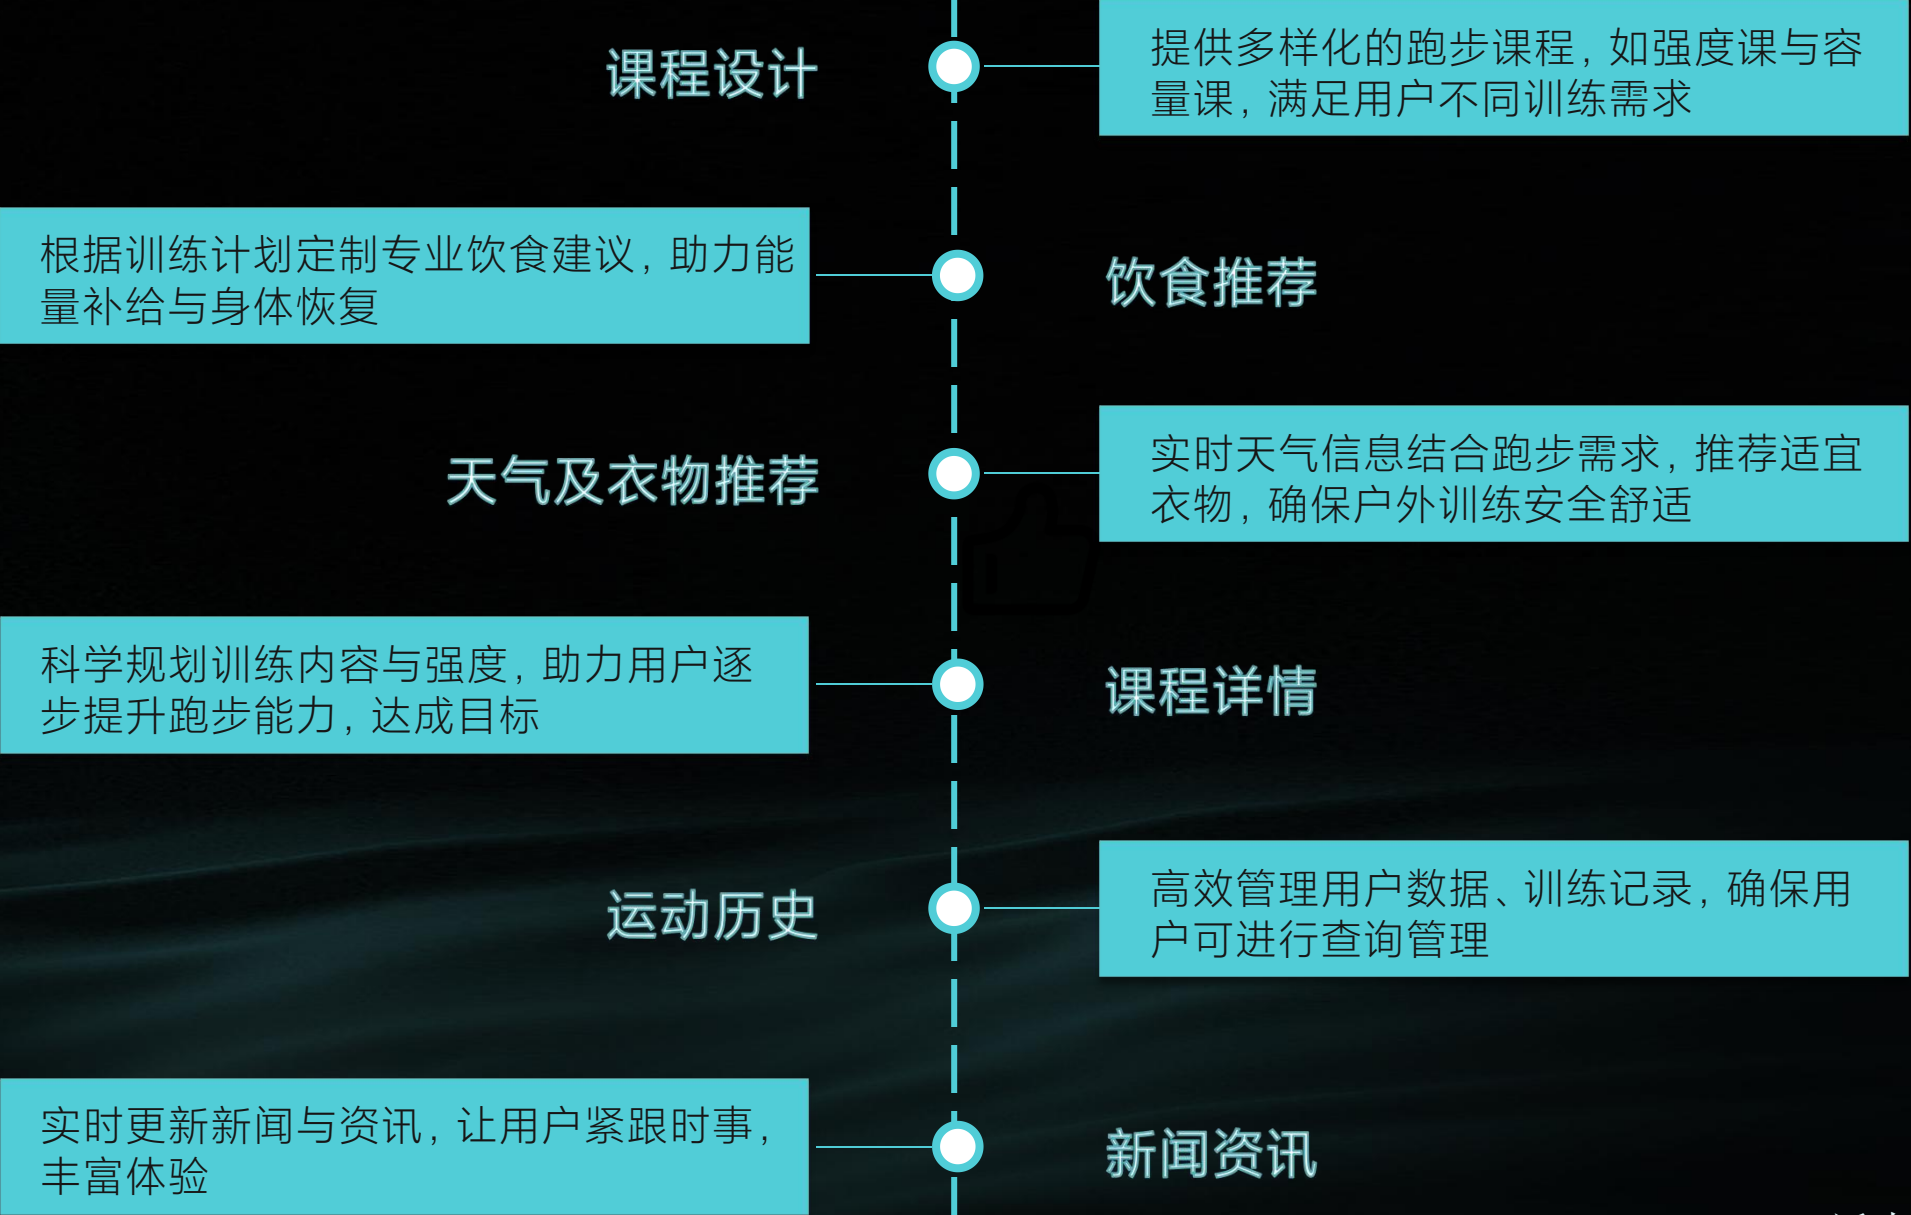 课程设计
提供多样化的跑步课程，如强度课与容
量课，满足用户不同训练需求
根据训练计划定制专业饮食建议，助力能
量补给与身体恢复
饮食推荐
天气及衣物推荐
实时天气信息结合跑步需求，推荐适宜
衣物，确保户外训练安全舒适
科学规划训练内容与强度，助力用户逐
步提升跑步能力，达成目标
课程详情
运动历史
高效管理用户数据、训练记录，确保用
户可进行查询管理
实时更新新闻与资讯，让用户紧跟时事，
丰富体验
新闻资讯